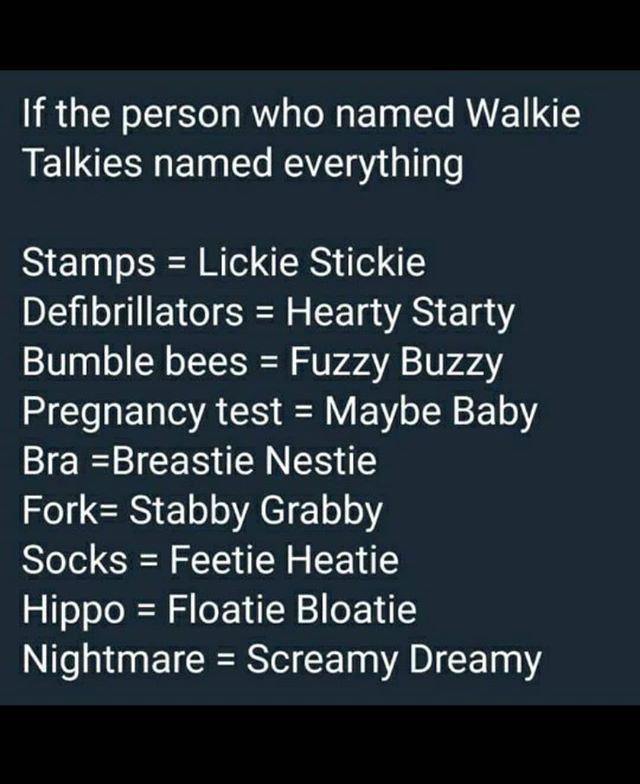 If the person who named Walkie
Talkies named everything
Stamps = Lickie Stickie
Defibrillators = Hearty Starty
Bumble bees = Fuzzy Buzzy
Pregnancy test = Maybe Baby
Bra =Breastie Nestie
Fork= Stabby Grabby
Socks = Feetie Heatie
Hippo = Floatie Bloatie
Nightmare = Screamy Dreamy